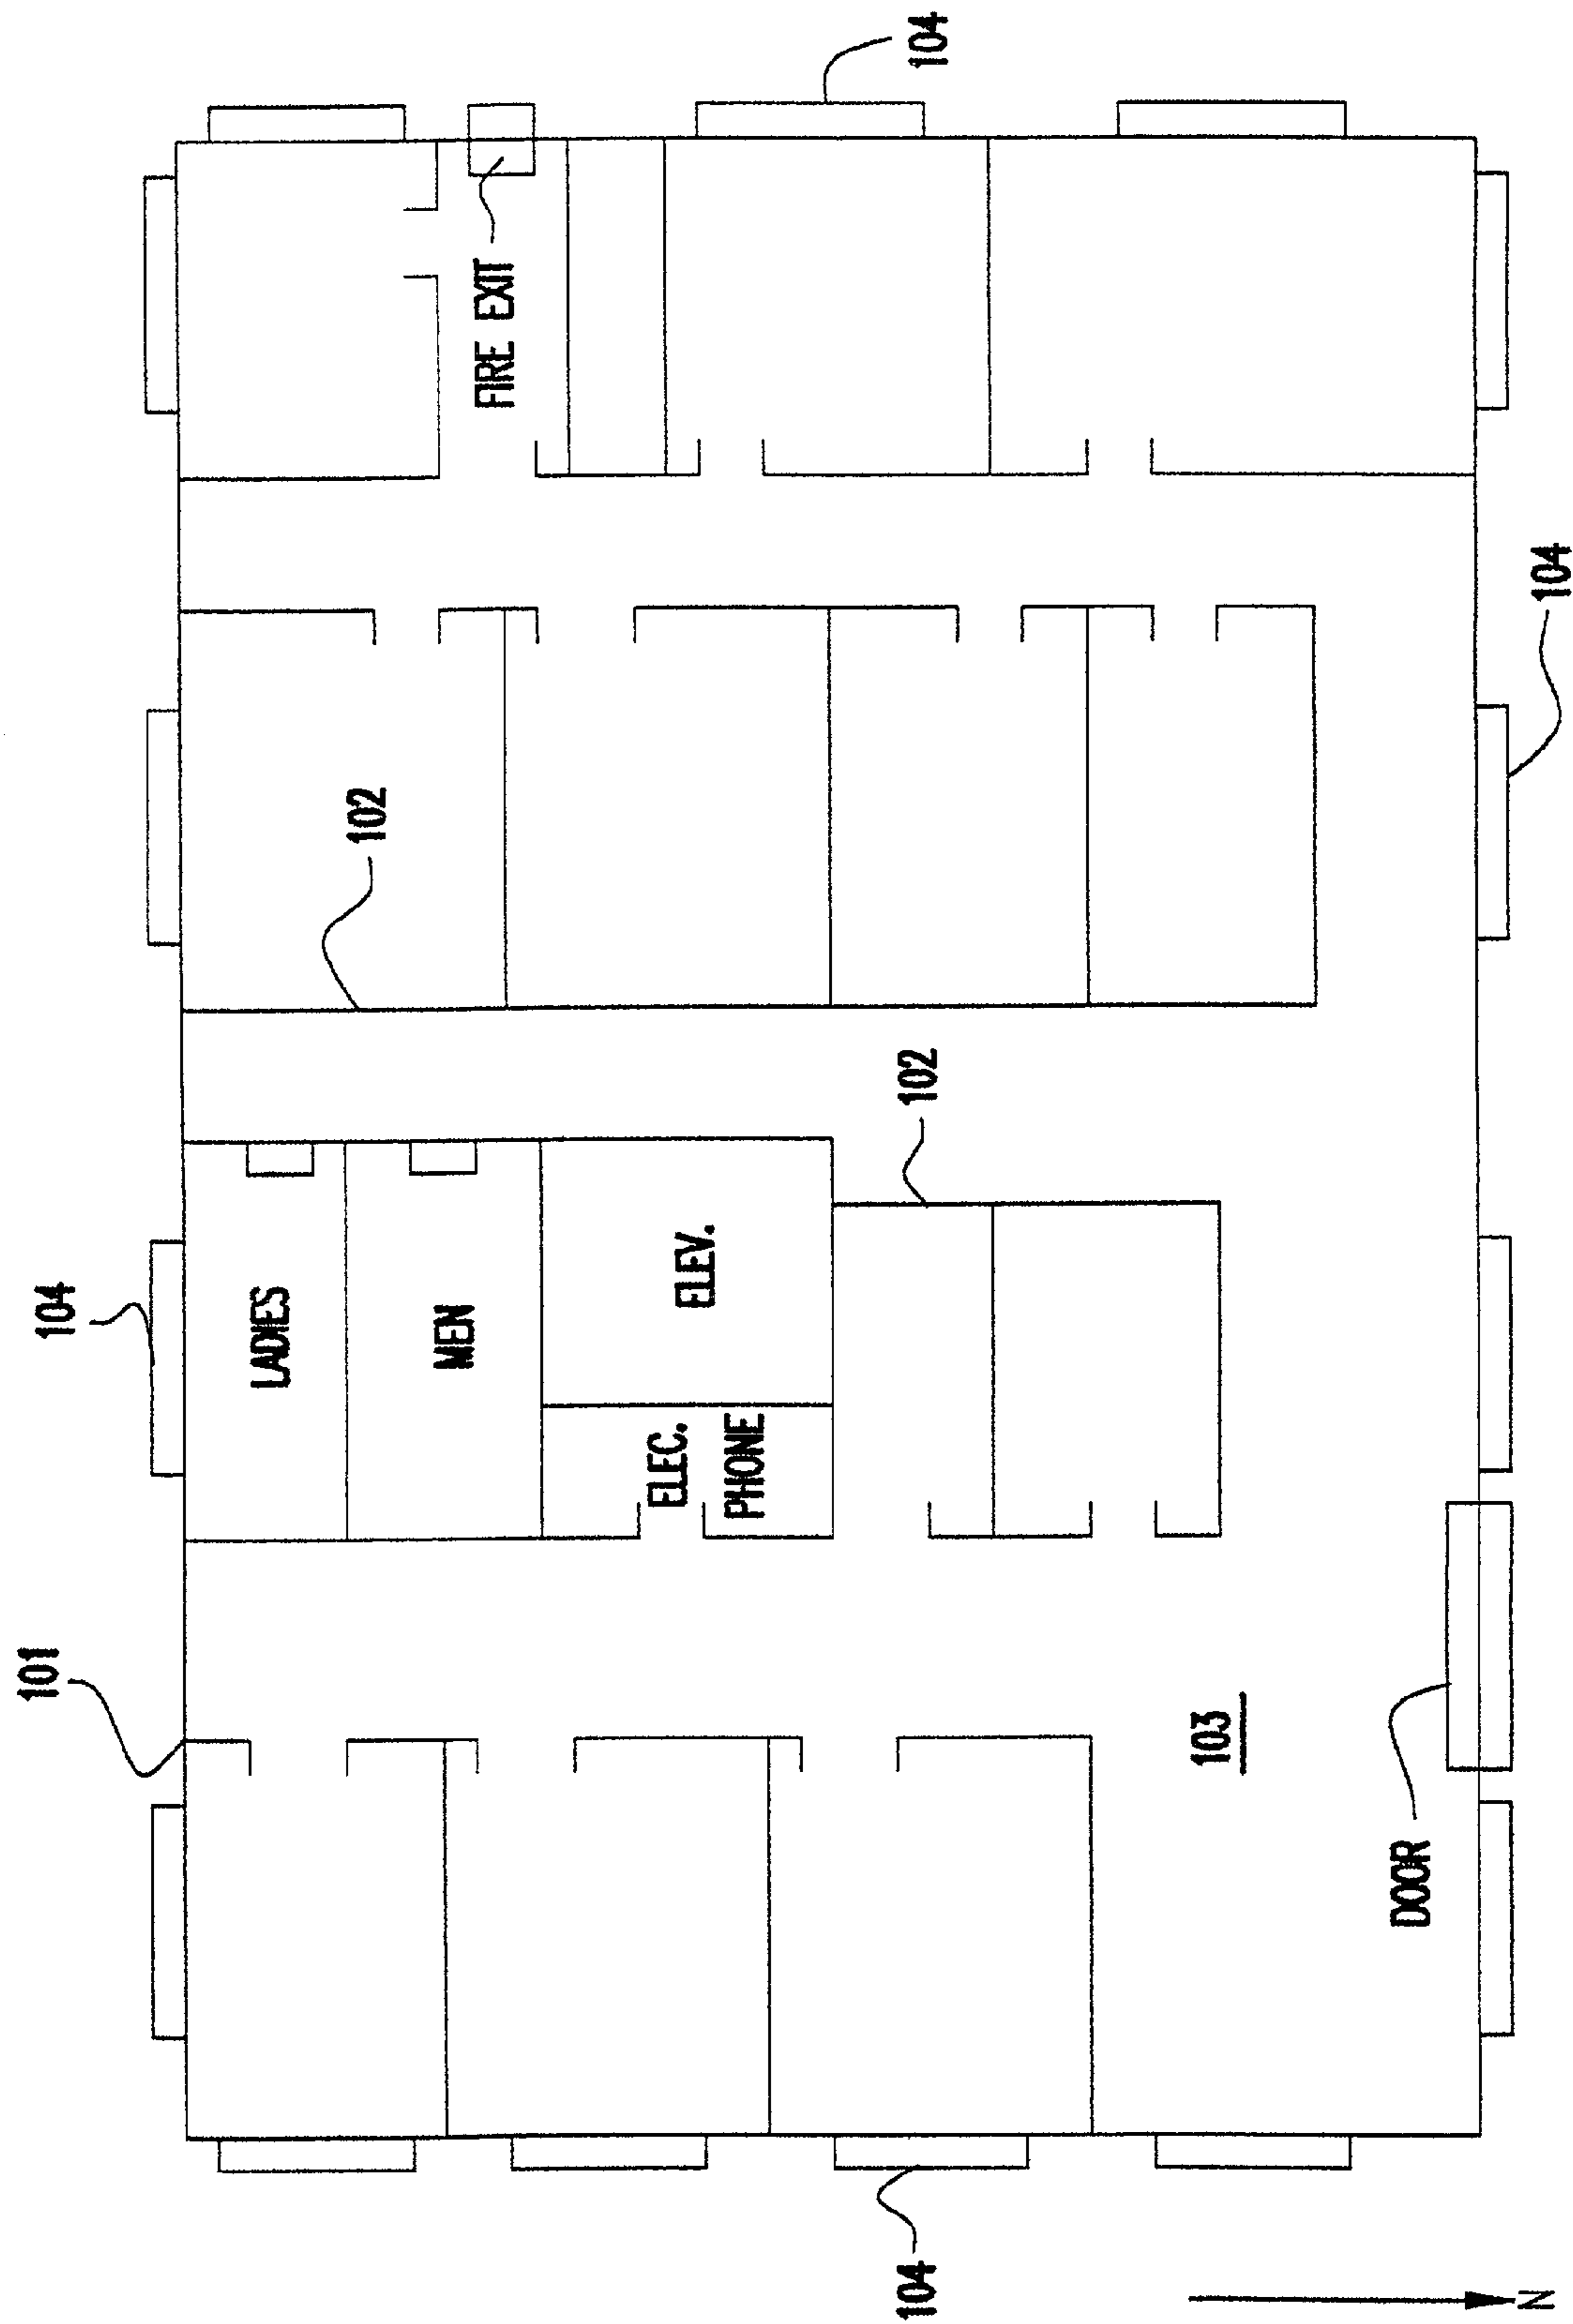 101
104
LADIES
102
MEN
FIRE EXIT
ELEC.
PHONE
ELEV.
104
102
104
103
DOOR
N
104